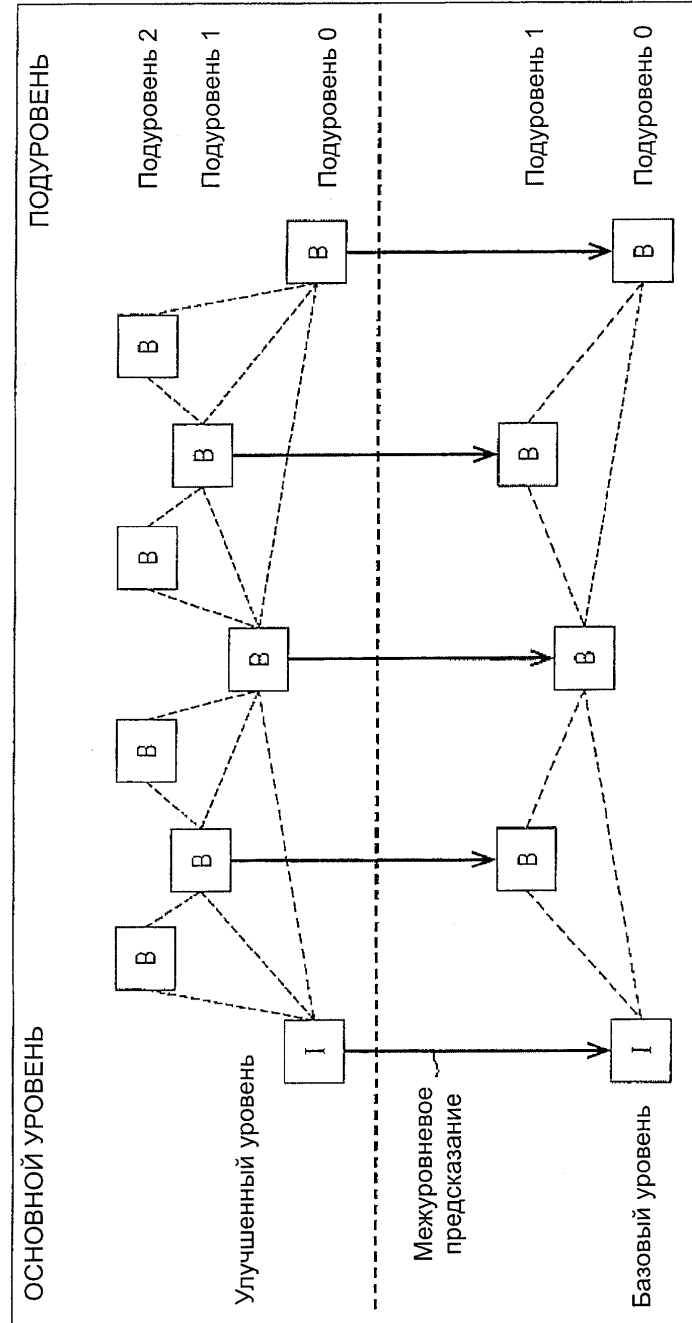 ОСНОВНОЙ УРОВЕНЬ
ПОДУРОВЕНЬ
B
B
B
B
Подуровень 2
B
B
Подуровень 1
Улучшенный уровень
I
B
B
Подуровень 0
Межуровневое
предсказание
B
B
Подуровень 1
Базовый уровень
I
B
B
Подуровень 0